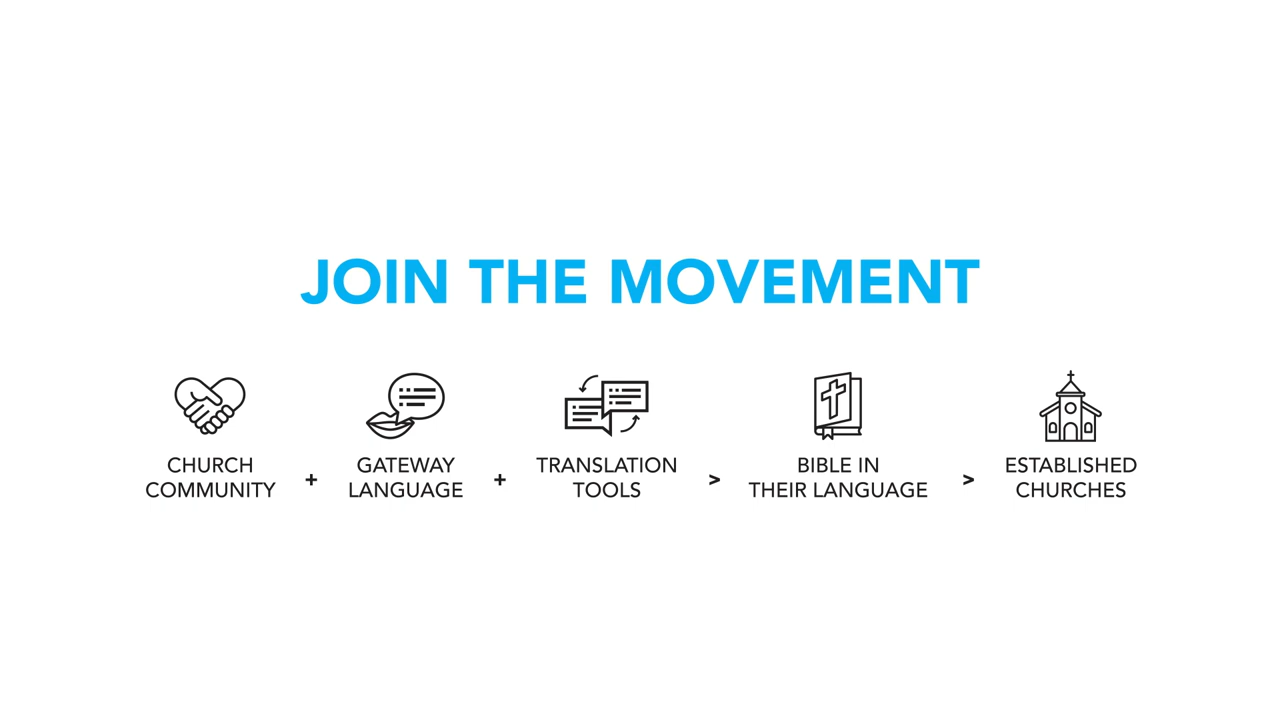 JOIN THE MOVEMENT
CHURCH COMMUNITY + GATEWAY LANGUAGE + TRANSLATION TOOLS > BIBLE IN THEIR LANGUAGE > ESTABLISHED CHURCHES